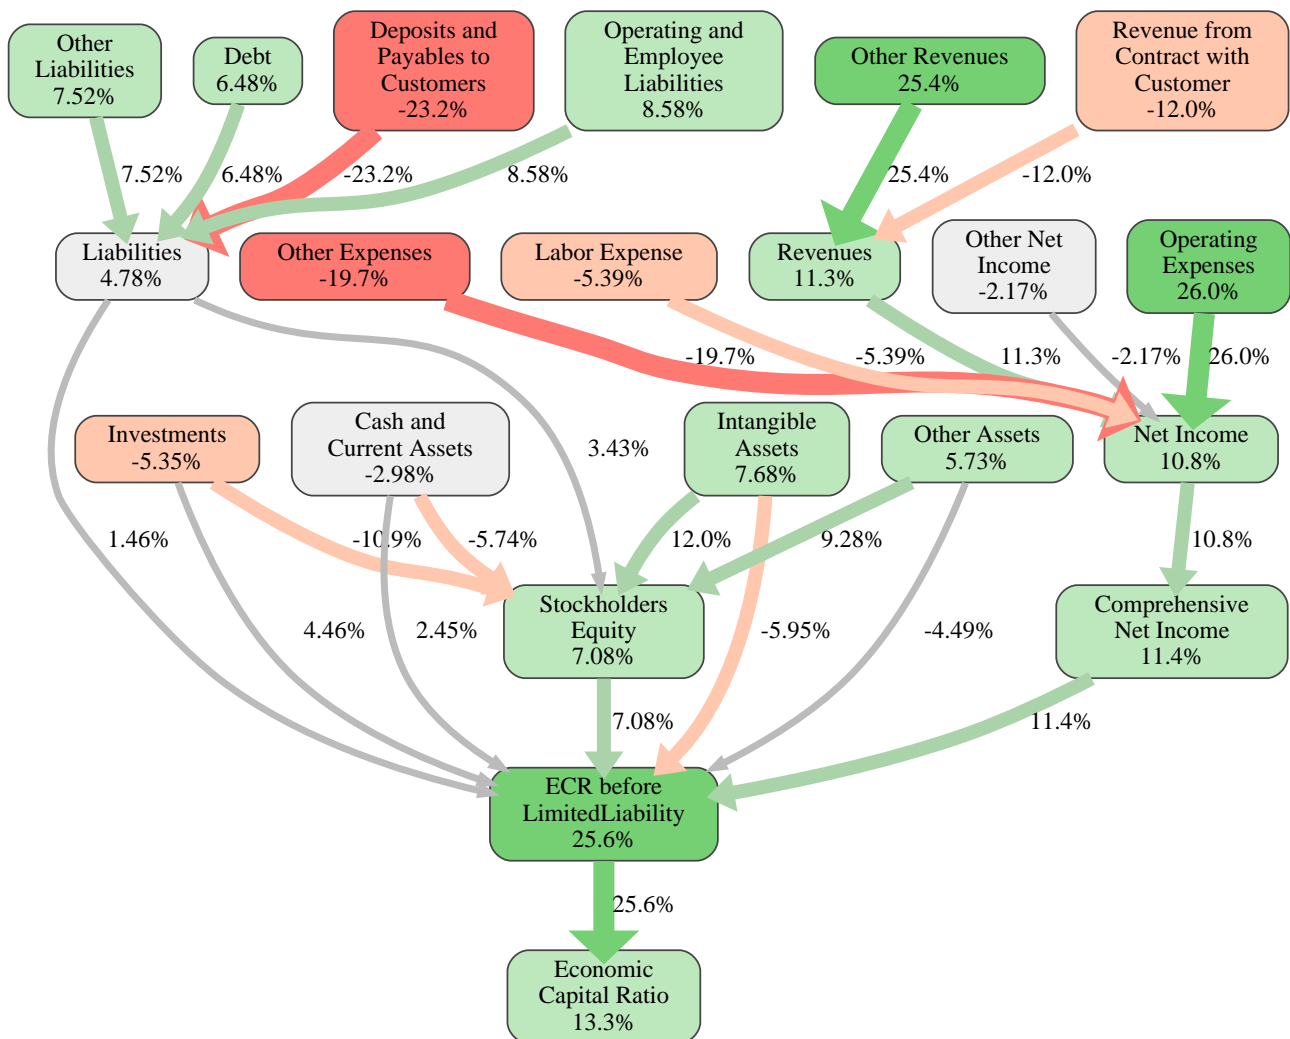 Other
Liabilities
7.52%
Debt
6.48%
Deposits and
Payables to
Customers
-23.2%
Operating and
Employee
Liabilities
8.58%
Other Revenues
25.4%
Revenue from
Contract with
Customer
-12.0%
7.52%
6.48%
-23.2%
8.58%
25.4%
-12.0%
Liabilities
4.78%
Other Expenses
-19.7%
Labor Expense
-5.39%
Revenues
11.3%
Other Net
Income
-2.17%
Operating
Expenses
26.0%
-19.7%
-5.39%
11.3%
-2.17%
26.0%
Investments
-5.35%
Cash and
Current Assets
-2.98%
3.43%
Intangible
Assets
7.68%
Other Assets
5.73%
Net Income
10.8%
1.46%
-10.9%
-5.74%
12.0%
9.28%
10.8%
Stockholders
Equity
7.08%
Comprehensive
Net Income
11.4%
4.46%
2.45%
-5.95%
-4.49%
7.08%
11.4%
ECR before
LimitedLiability
25.6%
25.6%
Economic
Capital Ratio
13.3%